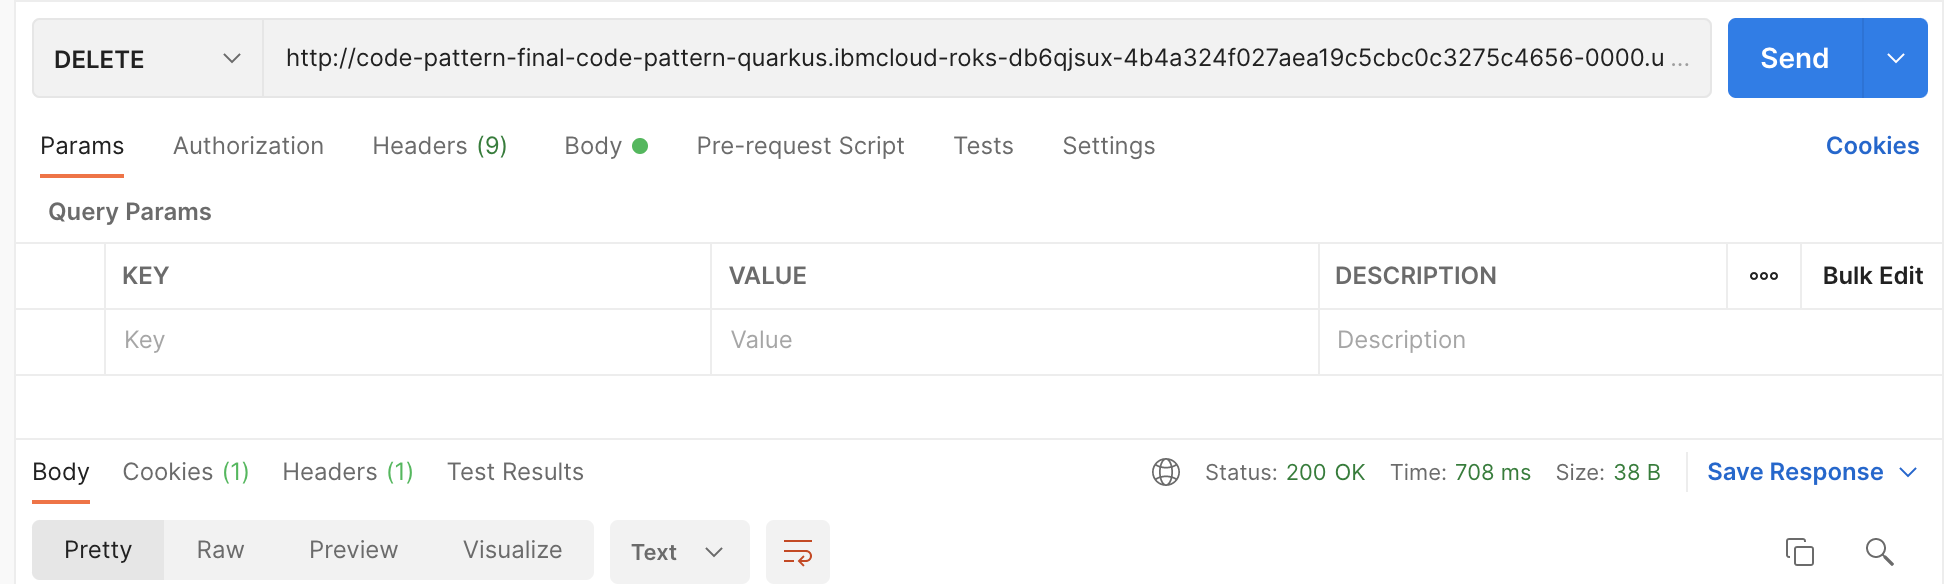 DELETE http://code-pattern-final-code-pattern-quarkus.ibmcloud-roks-db6qjsux-4b4a324f027aea19c5cbc0c3275c4656-0000.u ... Send
Params Authorization Headers (9) Body Pre-request Script Tests Settings Cookies
Query Params
KEY VALUE DESCRIPTION ooo Bulk Edit
Key Value Description
Body Cookies (1) Headers (1) Test Results Status: 200 OK Time: 708 ms Size: 38 B Save Response
Pretty Raw Preview Visualize Text